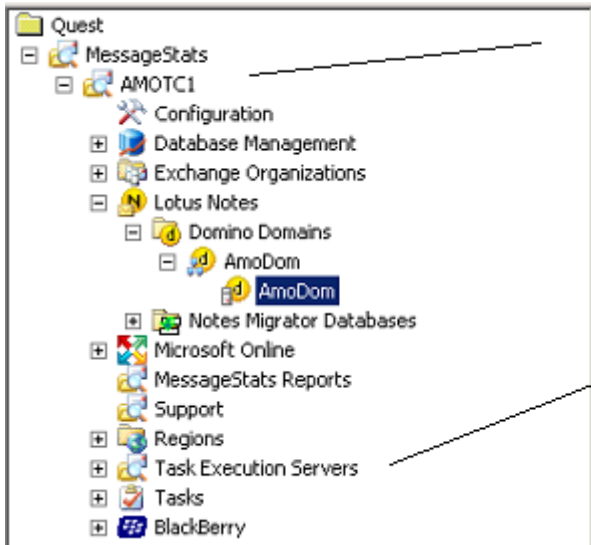 Quest
MessageStats
AMOTC1
Configuration
Database Management
Exchange Organizations
Lotus Notes
Domino Domains
AmoDom
AmoDom
Notes Migrator Databases
Microsoft Online
MessageStats Reports
Support
Regions
Task Execution Servers
Tasks
BlackBerry